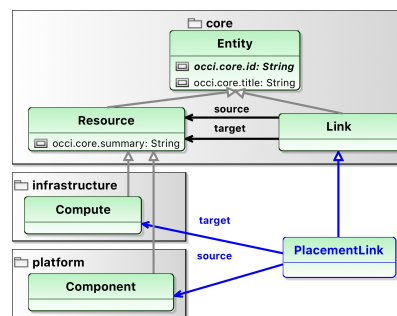 core
Entity
occi.core.id: String
occi.core.title: String
source
Resource
Link
target
occi.core.summary: String
infrastructure
Compute
target
PlacementLink
source
platform
Component